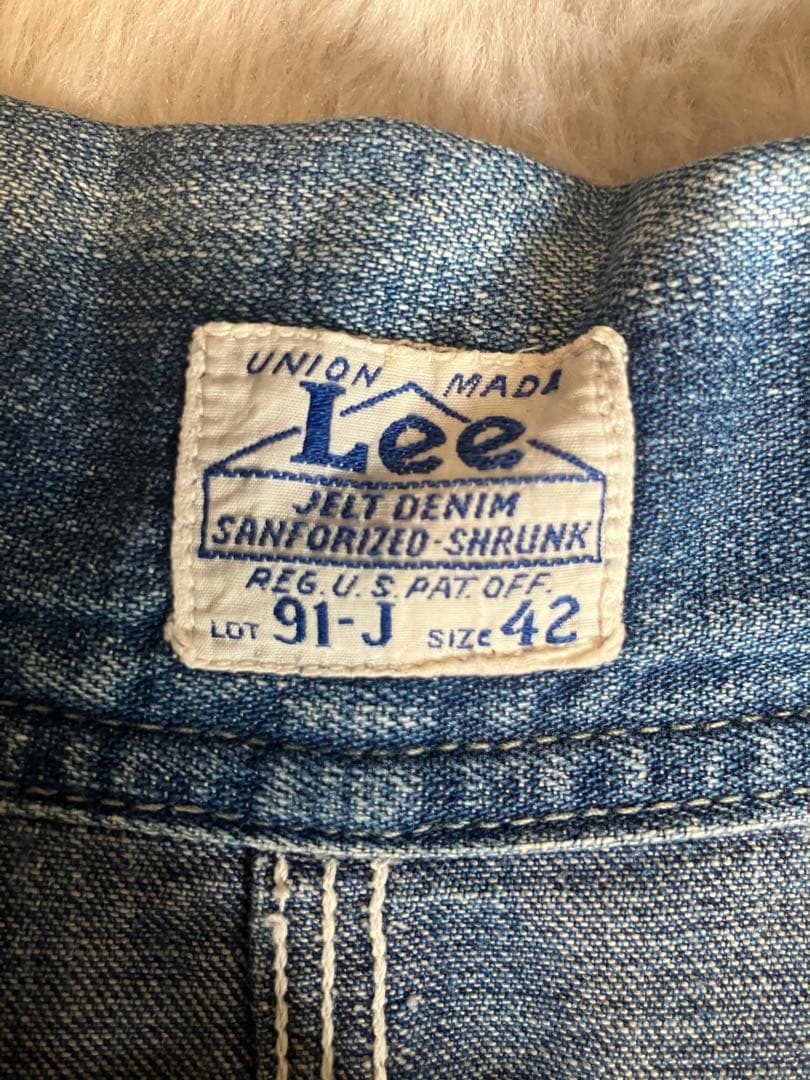 UNION MADE
Lee
JELT DENIM
SANFORIZED-SHRUNK
REG. U. S. PAT. OFF.
LOT 91-J SIZE 42